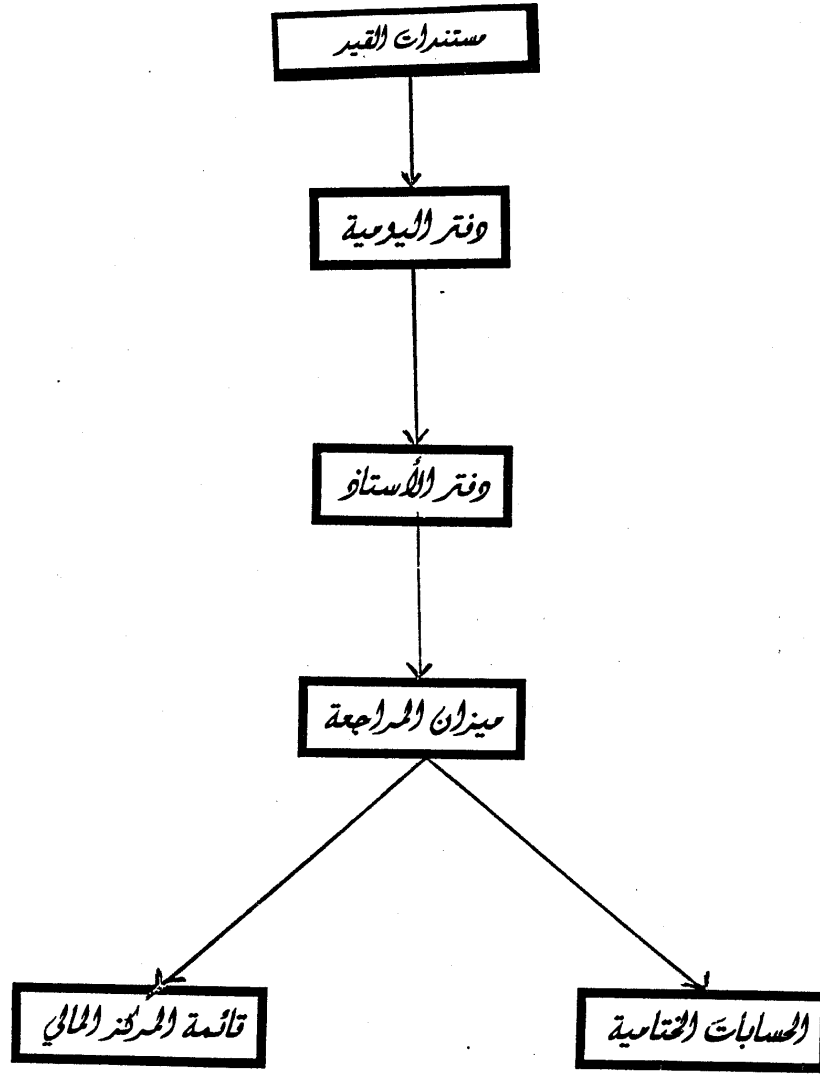 مستندات القيد
دفتر اليومية
دفتر الأستاذ
ميزان المراجعة
الحسابات الختامية
قائمة المركز المالي